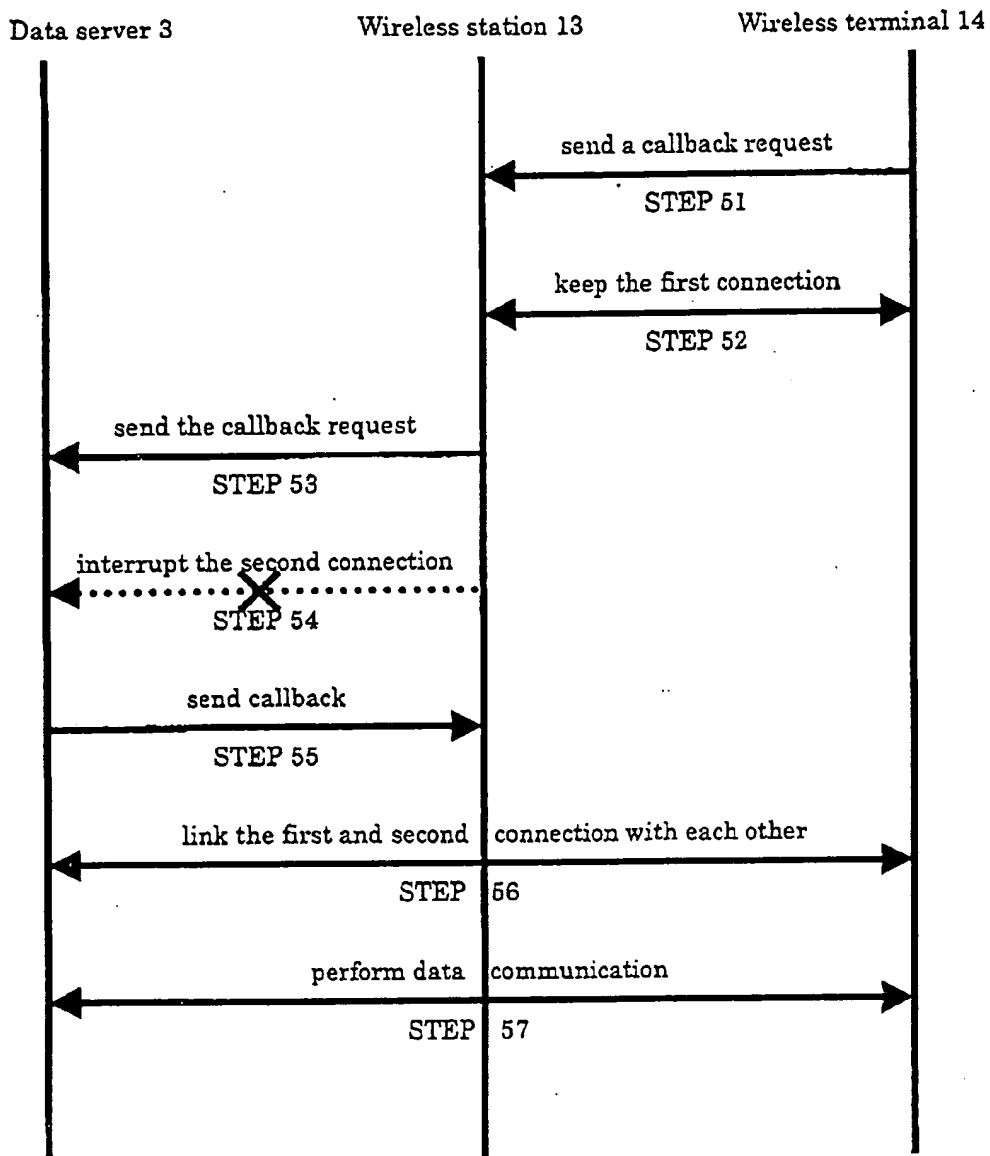 Data server 3 Wireless station 13 Wireless terminal 14
send a callback request
STEP 51
keep the first connection
STEP 52
send the callback request
STEP 53
interrupt the second connection
STEP 54
send callback
STEP 55
link the first and second connection with each other
STEP 56
perform data communication
STEP 57